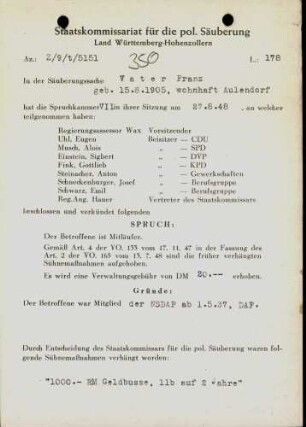 Staatskommissariat für die pol. Säuberung
Land Württemberg-Hohenzollern
Az.: Z/9/t/5151 350 L.: 178
In der Säuberungssache Vater Franz
geb. 15.8.1905, wohnhaft Aulendorf
hat die Spruchkammer VII in ihrer Sitzung am 27.8.48 , an welcher
teilgenommen haben:
Regierungsassessor Wax Vorsitzender
Uhl, Eugen Beisitzer — CDU
Musch, Alois „ — SPD
Einstein, Sigbert „ — DVP
Fink, Gottlieb „ — KPD
Steinacher, Anton „ — Gewerkschaften
Schneckenburger, Josef „ — Berufsgruppe
Schwarz, Emil „ — Berufsgruppe
Reg.Ang. Hauer Vertreter des Staatskommissars
beschlossen und verkündet folgenden
SPRUCH:
Der Betroffene ist Mitläufer.
Gemäß Art. 4 der VO. 133 vom 17. 11. 47 in der Fassung des
Art. 2 der VO. 165 vom 13. 7. 48 sind die früher verhängten
Sühnemaßnahmen aufgehoben.
Es wird eine Verwaltungsgebühr von DM 20.-- erhoben.
Gründe:
Der Betroffene war Mitglied der NSDAP ab 1.5.37, DAF.
Durch Entscheidung des Staatskommissars für die pol. Säuberung waren fol-
gende Sühnemaßnahmen verhängt worden:
"1000.- RM Geldbusse, 11b auf 2 Jahre"